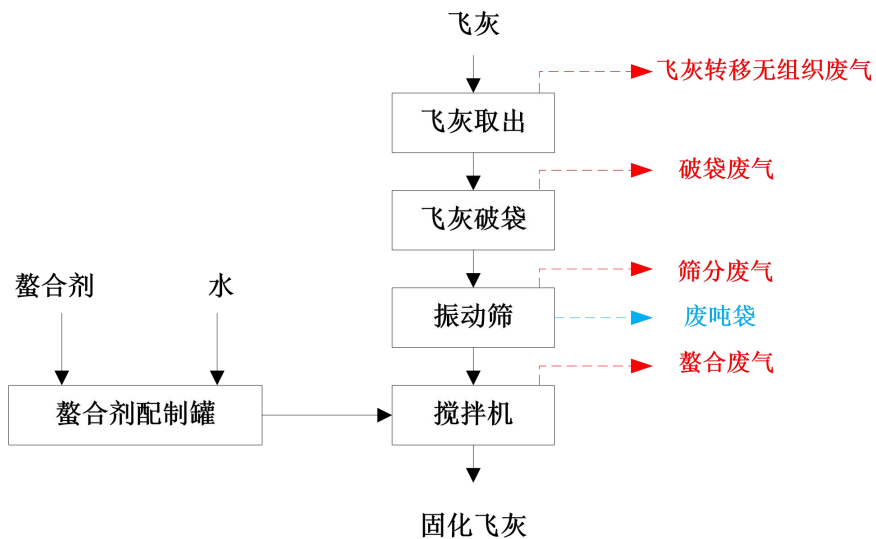 飞灰
飞灰转移无组织废气
飞灰取出
破袋废气
飞灰破袋
筛分废气
螯合剂
水
振动筛
废吨袋
螯合废气
螯合剂配制罐
搅拌机
固化飞灰